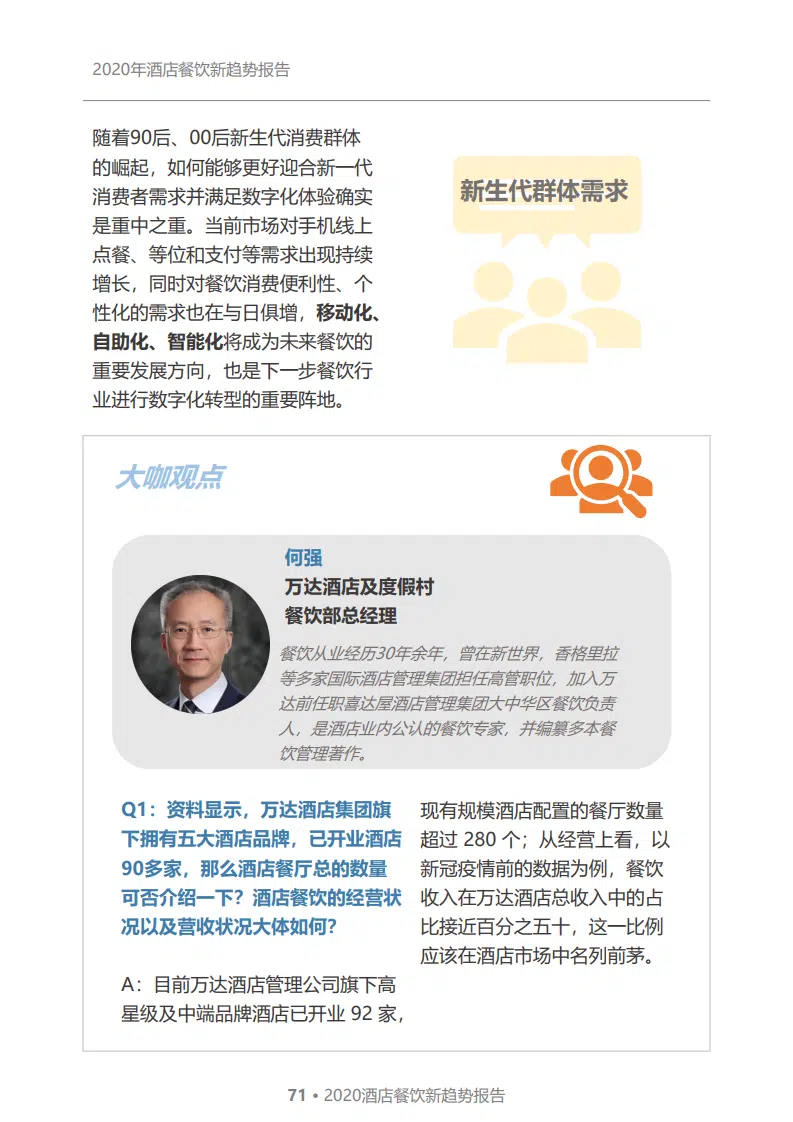 2020年酒店餐饮新趋势报告
随着90后、00后新生代消费群体
的崛起，如何能够更好迎合新一代
消费者需求并满足数字化体验确实
是重中之重。当前市场对手机线上
点餐、等位和支付等需求出现持续
增长，同时对餐饮消费便利性、个
性化的需求也在与日俱增，移动化、
自助化、智能化将成为未来餐饮的
重要发展方向，也是下一步餐饮行
业进行数字化转型的重要阵地。
新生代群体需求
大咖观点
何强
万达酒店及度假村
餐饮部总经理
餐饮从业经历30年余年，曾在新世界，香格里拉
等多家国际酒店管理集团担任高管职位，加入万
达前任职喜达屋酒店管理集团大中华区餐饮负责
人，是酒店业内公认的餐饮专家，并编纂多本餐
饮管理著作。
Q1：资料显示，万达酒店集团旗
下拥有五大酒店品牌，已开业酒店
90多家，那么酒店餐厅总的数量
可否介绍一下？酒店餐饮的经营状
况以及营收状况大体如何？
A：目前万达酒店管理公司旗下高
星级及中端品牌酒店已开业 92 家，
现有规模酒店配置的餐厅数量
超过 280 个；从经营上看，以
新冠疫情前的数据为例，餐饮
收入在万达酒店总收入中的占
比接近百分之五十，这一比例
应该在酒店市场中名列前茅。
71 • 2020酒店餐饮新趋势报告